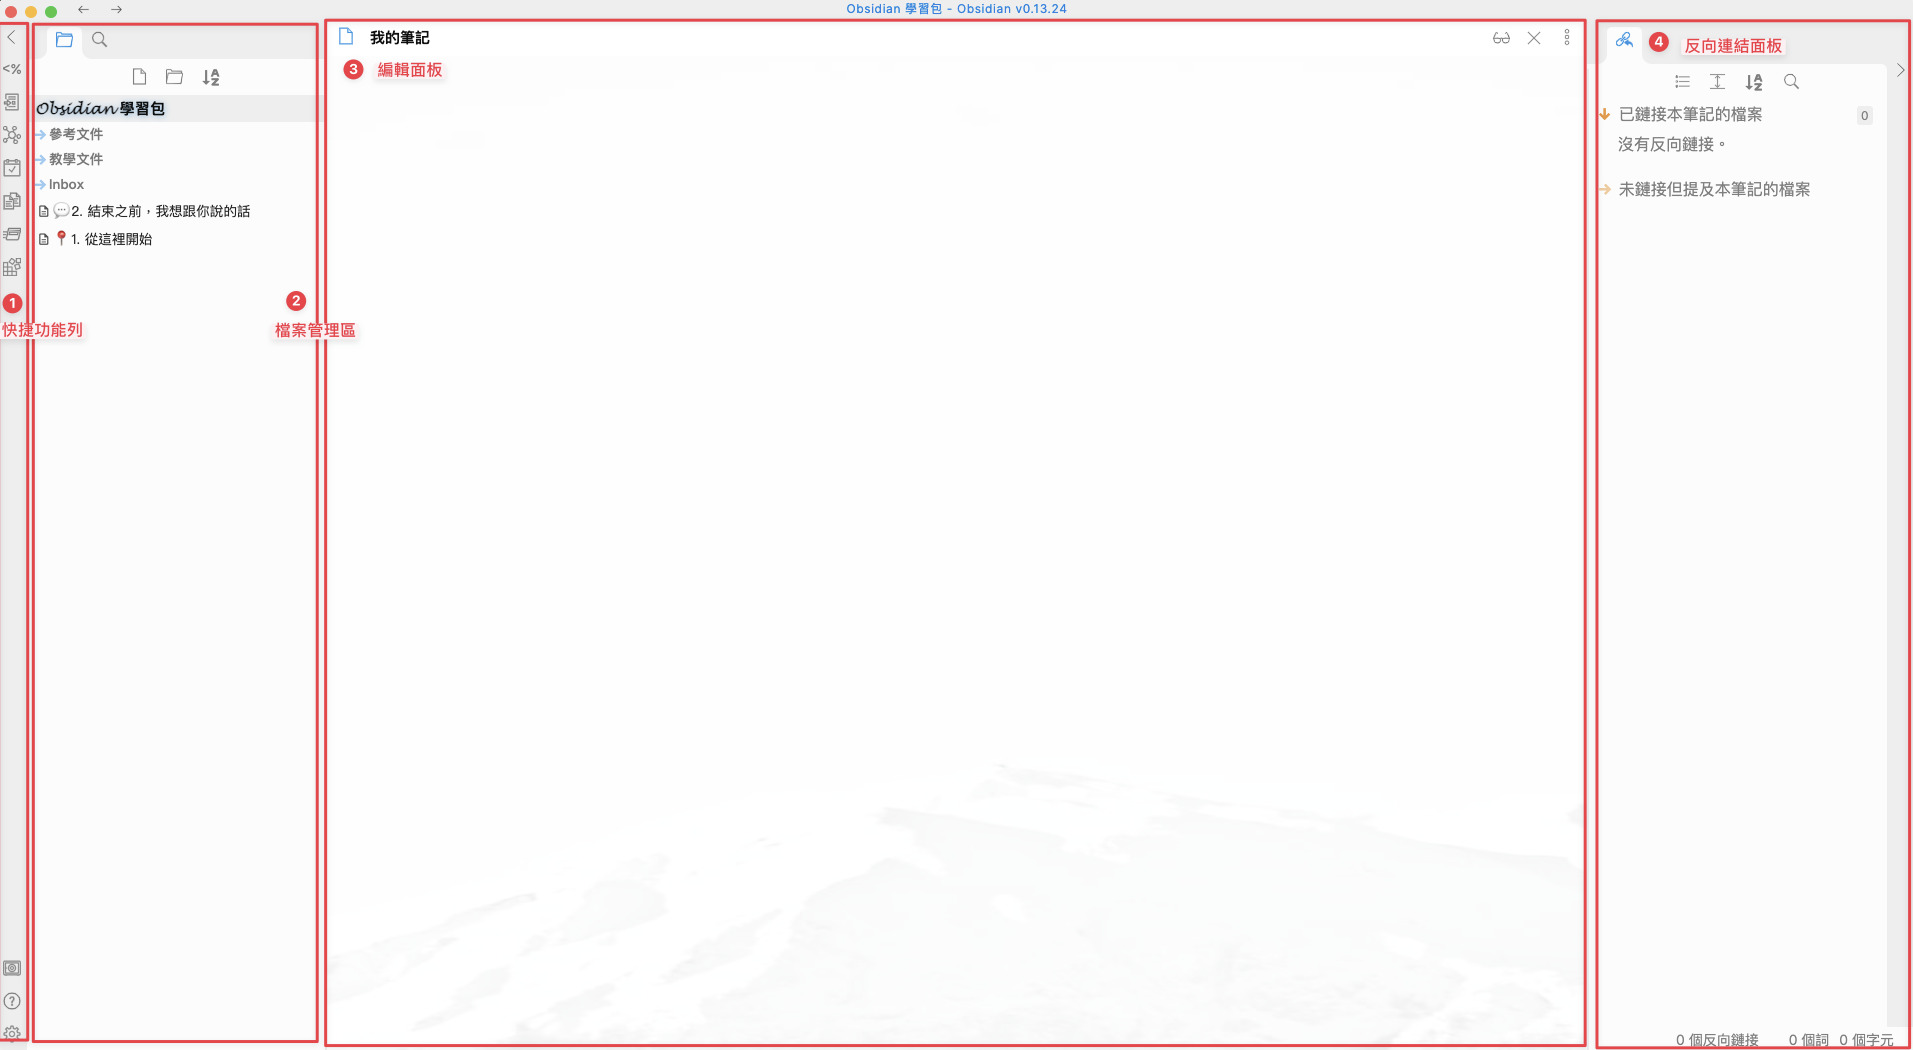 Obsidian 學習包 - Obsidian v0.13.24
<%
Obsidian 學習包
參考文件
教學文件
Inbox
2. 結束之前，我想跟你說的話
1. 從這裡開始
1
快捷功能列
2
檔案管理區
我的筆記
3 編輯面板
4 反向連結面板
已鏈接本筆記的檔案 0
沒有反向鏈接。
未鏈接但提及本筆記的檔案
0 個反向鏈接 0 個詞 0 個字元